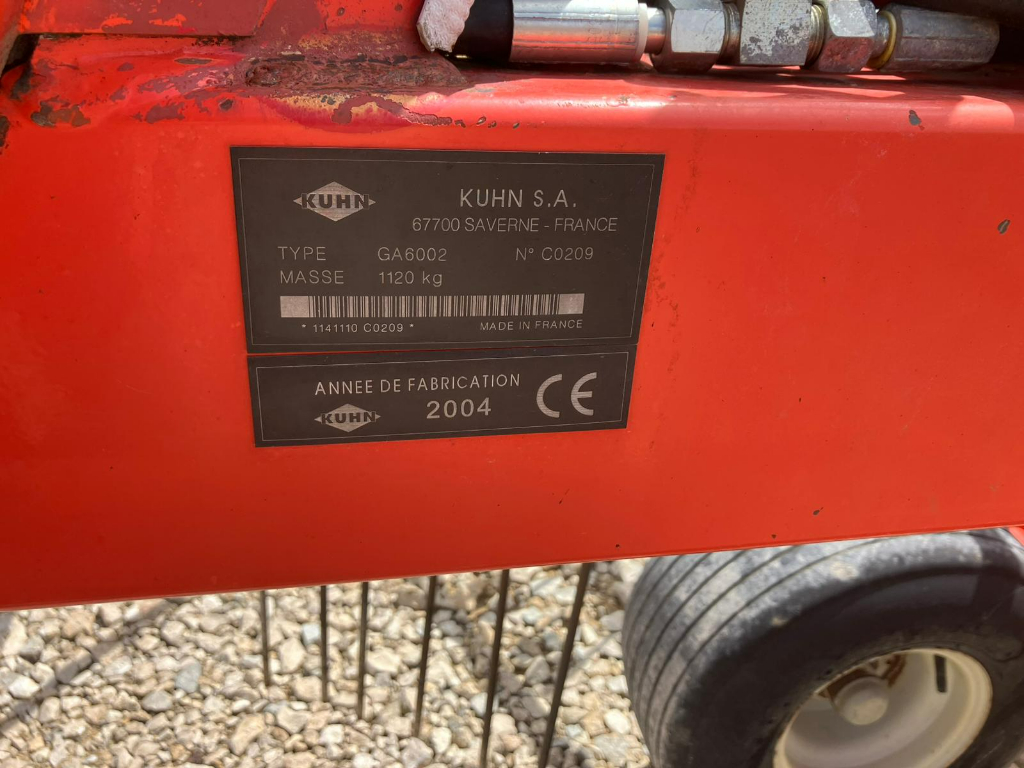 KUHN
KUHN S.A.
67700 SAVERNE - FRANCE
TYPE GA6002 N° C0209
MASSE 1120 kg
* 1141110 C0209 * MADE IN FRANCE
ANNEE DE FABRICATION
KUHN 2004 CE